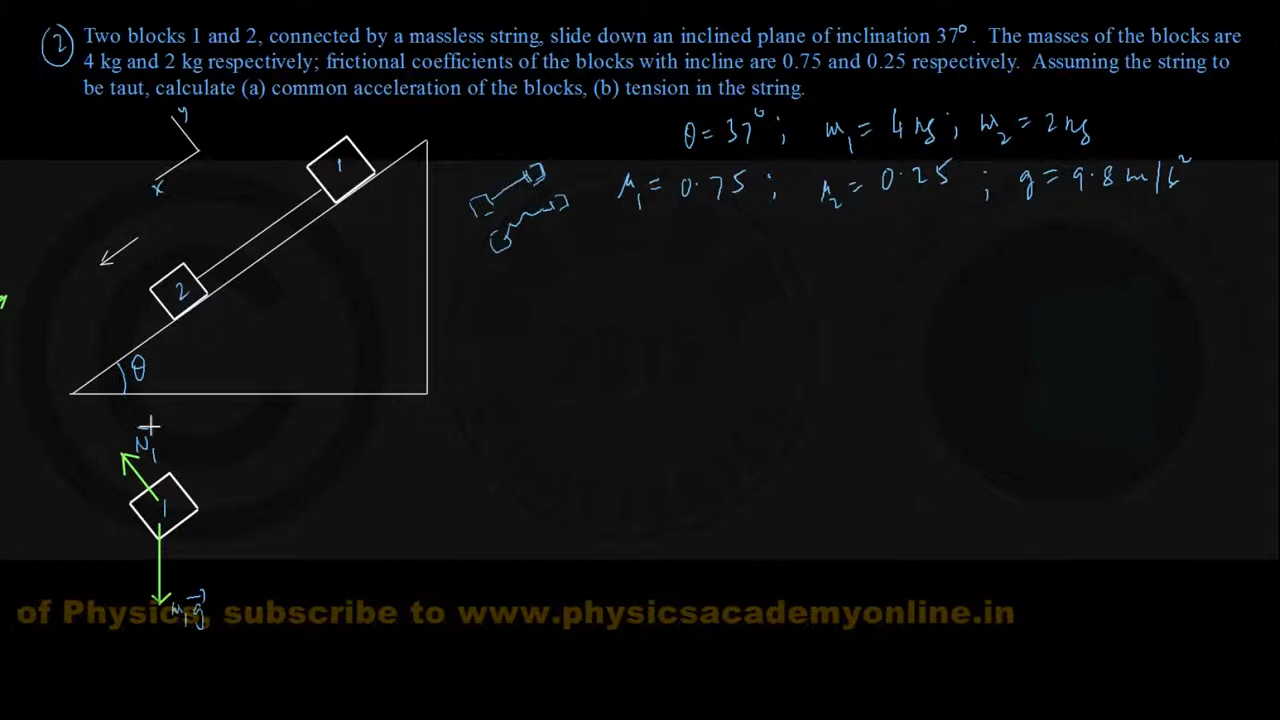 2 Two blocks 1 and 2, connected by a massless string, slide down an inclined plane of inclination 37°. The masses of the blocks are
4 kg and 2 kg respectively; frictional coefficients of the blocks with incline are 0.75 and 0.25 respectively. Assuming the string to
be taut, calculate (a) common acceleration of the blocks, (b) tension in the string.
θ = 37° ; m₁ = 4 kg ; m₂ = 2 kg
μ₁ = 0.75 ; μ₂ = 0.25 ; g = 9.8 m/s²
y
x
1
2
θ
N₁
1
m₁g⃗
of Physics, subscribe to www.physicsacademyonline.in